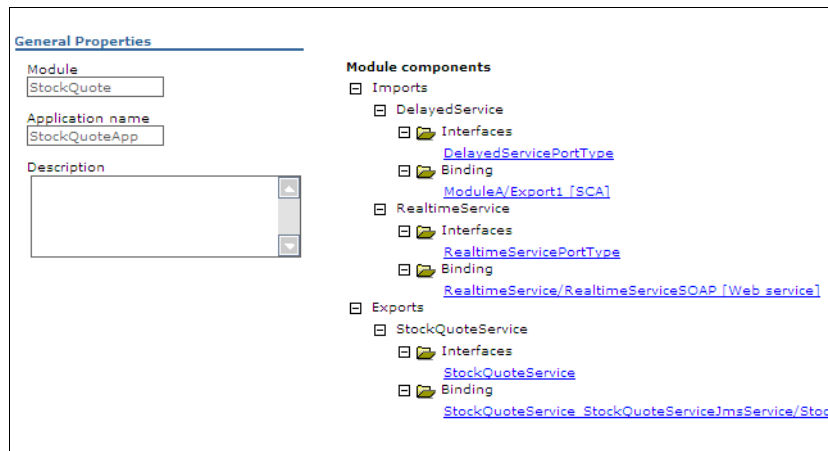 General Properties
Module
StockQuote
Application name
StockQuoteApp
Description
Module components
Imports
DelayedService
Interfaces
DelayedServicePortType
Binding
ModuleA/Export1 [SCA]
RealtimeService
Interfaces
RealtimeServicePortType
Binding
RealtimeService/RealtimeServiceSOAP [Web service]
Exports
StockQuoteService
Interfaces
StockQuoteService
Binding
StockQuoteService_StockQuoteServiceJmsService/Stoc